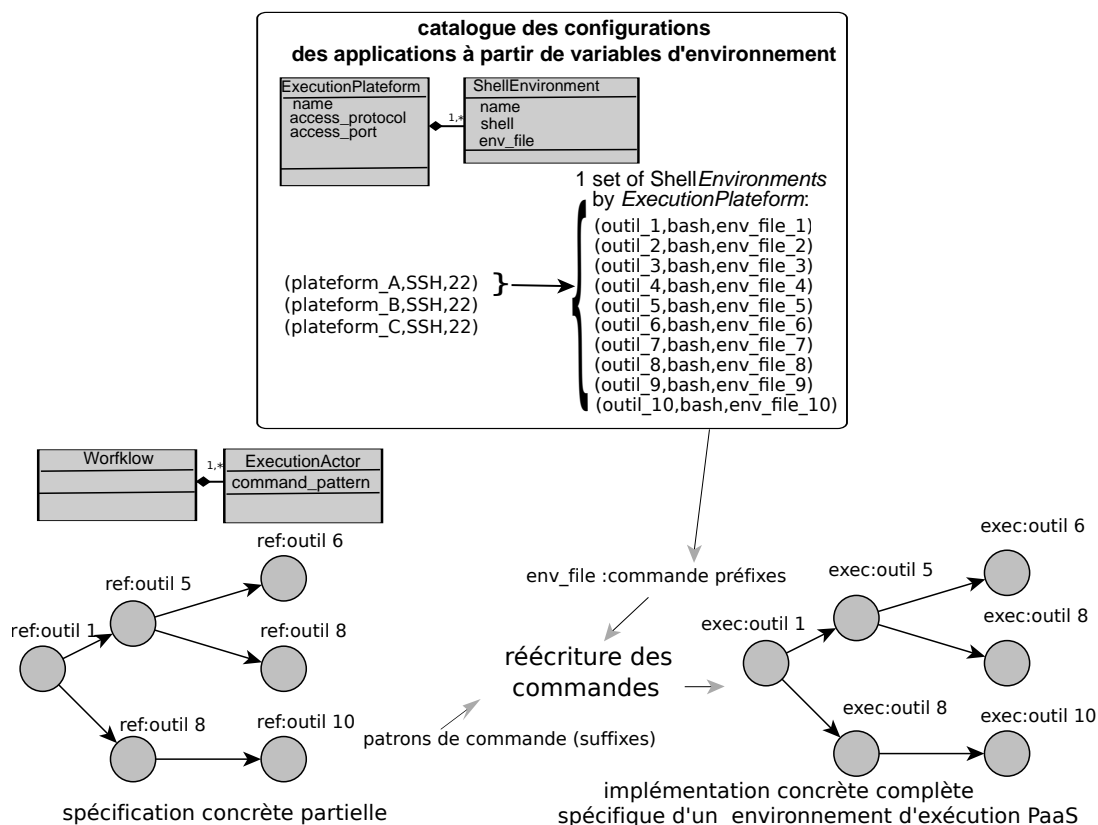 catalogue des configurations
des applications à partir de variables d'environnement
ExecutionPlateform
name
access_protocol
access_port
1,*
ShellEnvironment
name
shell
env_file
1 set of ShellEnvironments
by ExecutionPlateform:
(outil_1,bash,env_file_1)
(outil_2,bash,env_file_2)
(outil_3,bash,env_file_3)
(outil_4,bash,env_file_4)
(outil_5,bash,env_file_5)
(outil_6,bash,env_file_6)
(outil_7,bash,env_file_7)
(outil_8,bash,env_file_8)
(outil_9,bash,env_file_9)
(outil_10,bash,env_file_10)
(plateform_A,SSH,22) }
(plateform_B,SSH,22)
(plateform_C,SSH,22)
Worfklow
1,*
ExecutionActor
command_pattern
ref:outil 6
ref:outil 5
ref:outil 1
ref:outil 8
ref:outil 8
ref:outil 10
spécification concrète partielle
env_file :commande préfixes
réécriture des
commandes
patrons de commande (suffixes)
exec:outil 6
exec:outil 5
exec:outil 1
exec:outil 8
exec:outil 8
exec:outil 10
implémentation concrète complète
spécifique d'un environnement d'exécution PaaS